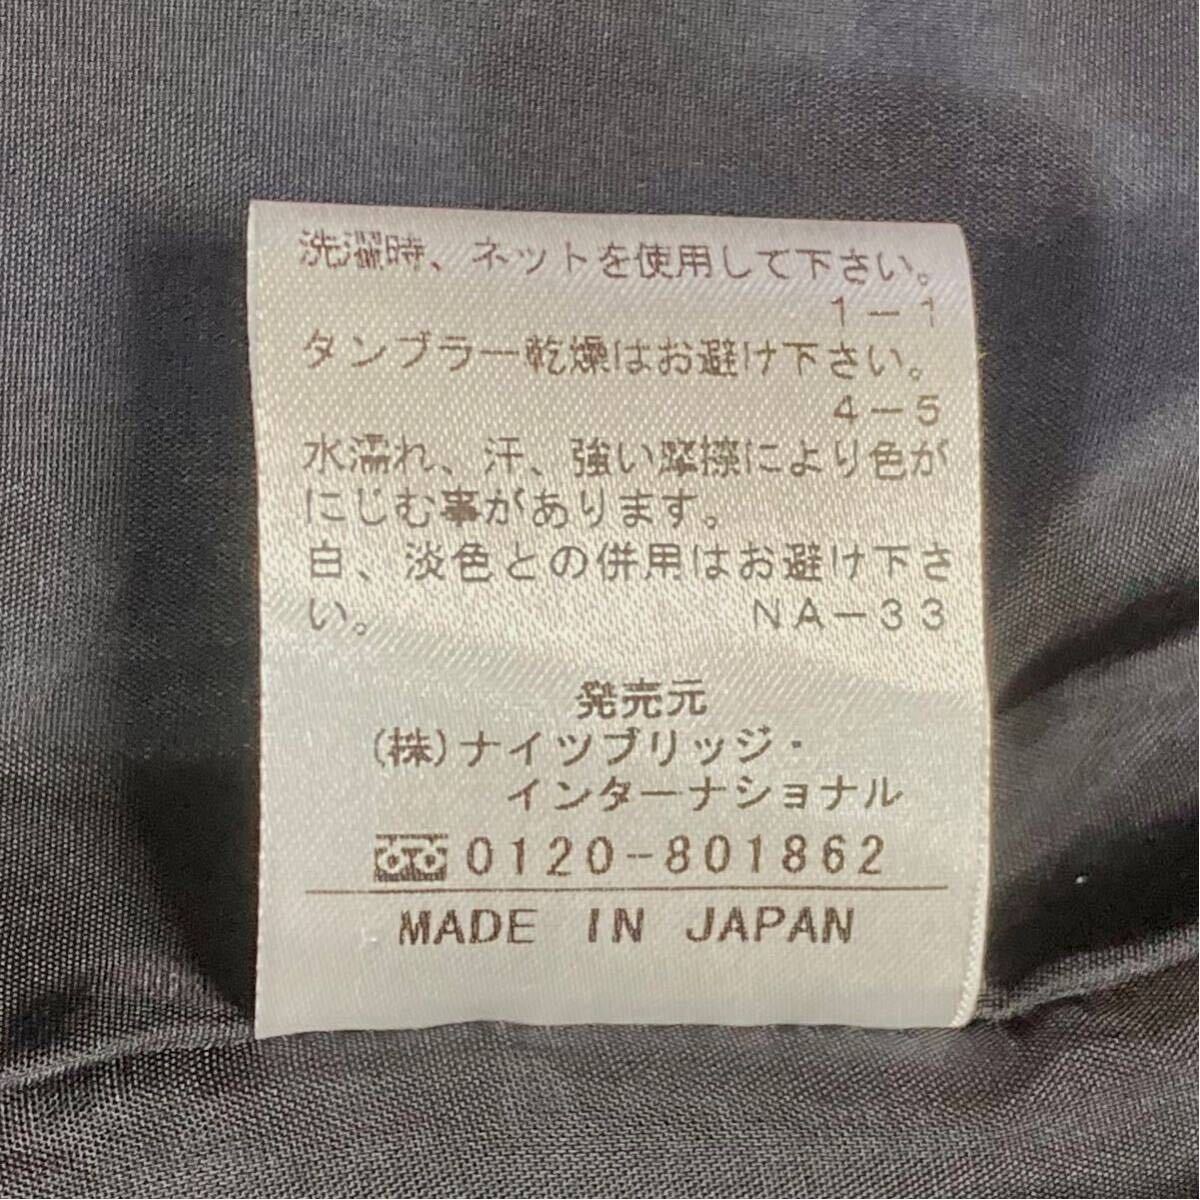 洗濯時、ネットを使用して下さい。
1-1
タンブラー乾燥はお避け下さい。
4-5
水濡れ、汗、強い摩擦により色が
にじむ事があります。
白、淡色との併用はお避け下さ
い。 NA-33
発売元
(株)ナイツブリッジ・
インターナショナル
0120-801862
MADE IN JAPAN